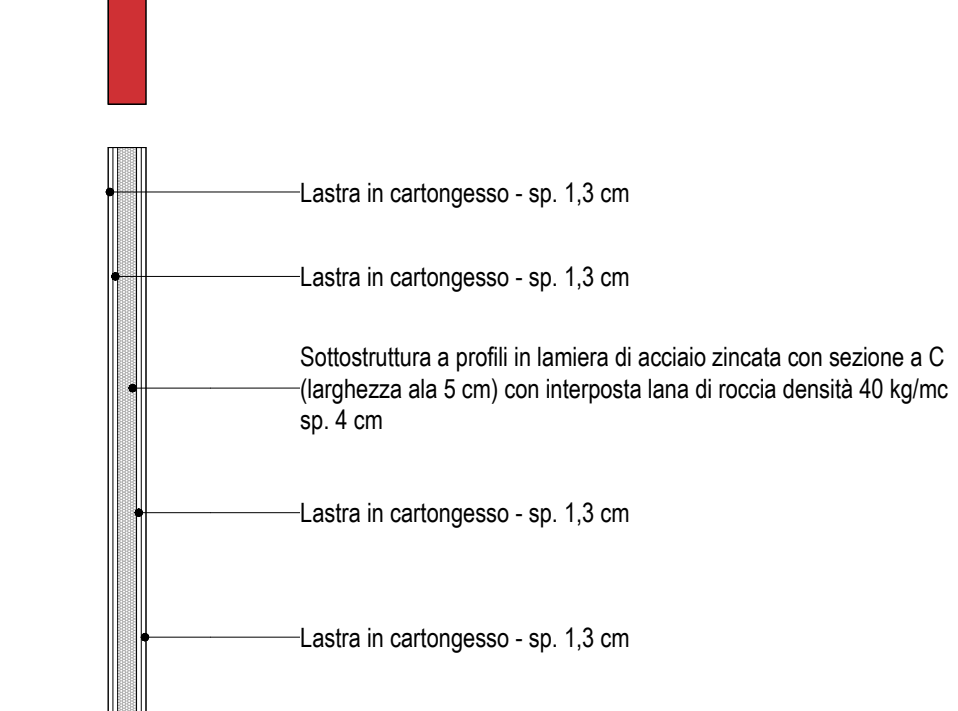 Lastra in cartongesso - sp. 1,3 cm
Lastra in cartongesso - sp. 1,3 cm
Sottostruttura a profili in lamiera di acciaio zincata con sezione a C
(larghezza ala 5 cm) con interposta lana di roccia densità 40 kg/mc
sp. 4 cm
Lastra in cartongesso - sp. 1,3 cm
Lastra in cartongesso - sp. 1,3 cm